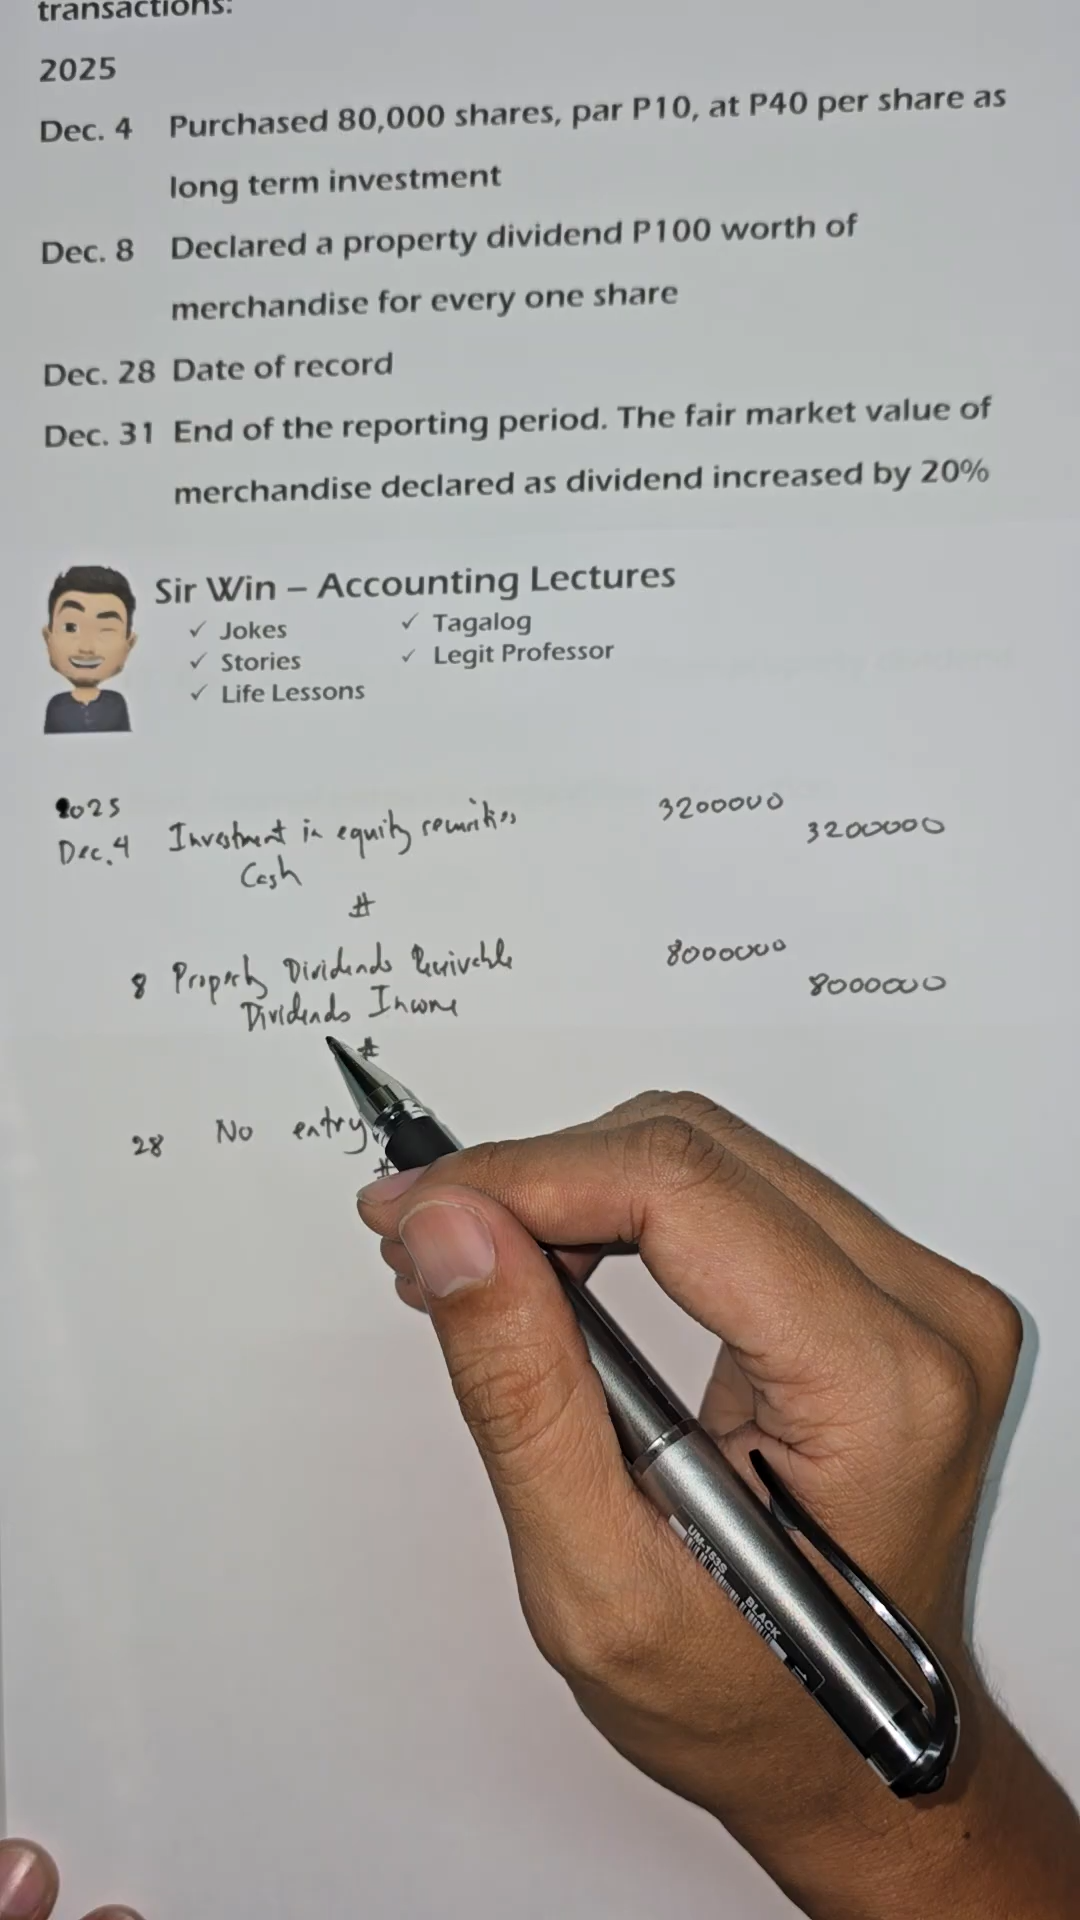 transactions:
2025
Dec. 4 Purchased 80,000 shares, par P10, at P40 per share as
long term investment
Dec. 8 Declared a property dividend P100 worth of
merchandise for every one share
Dec. 28 Date of record
Dec. 31 End of the reporting period. The fair market value of
merchandise declared as dividend increased by 20%
Sir Win – Accounting Lectures
✓ Jokes ✓ Tagalog
✓ Stories ✓ Legit Professor
✓ Life Lessons
2025
Dec. 4 Investment in equity securities 3200000
Cash 3200000
#
8 Property Dividends Receivable 8000000
Dividends Income 8000000
#
28 No entry
#
UM-153S
BLACK